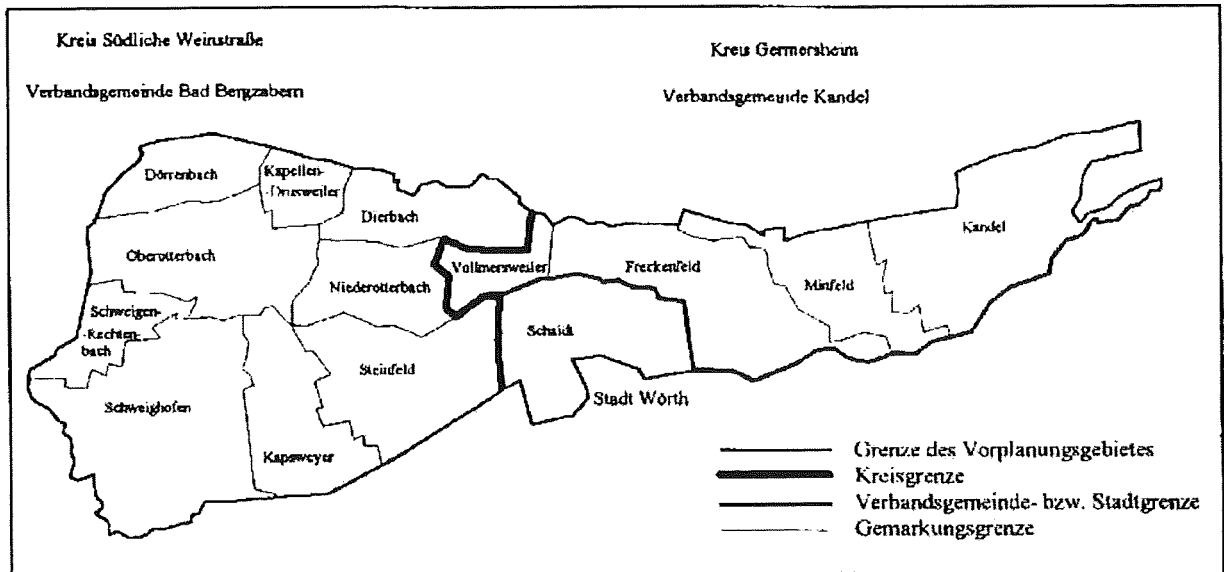 Kreis Südliche Weinstraße
Verbandsgemeinde Bad Bergzabern
Kreis Germersheim
Verbandsgemeinde Kandel
Dörrenbach
Kapellen-
-Drusweiler
Dierbach
Oberotterbach
Niederotterbach
Vollmersweiler
Freckenfeld
Minfeld
Kandel
Schweigen-
-Rechten-
bach
Steinfeld
Schaidt
Schweighofen
Kapsweyer
Stadt Wörth
Grenze des Vorplanungsgebietes
Kreisgrenze
Verbandsgemeinde- bzw. Stadtgrenze
Gemarkungsgrenze